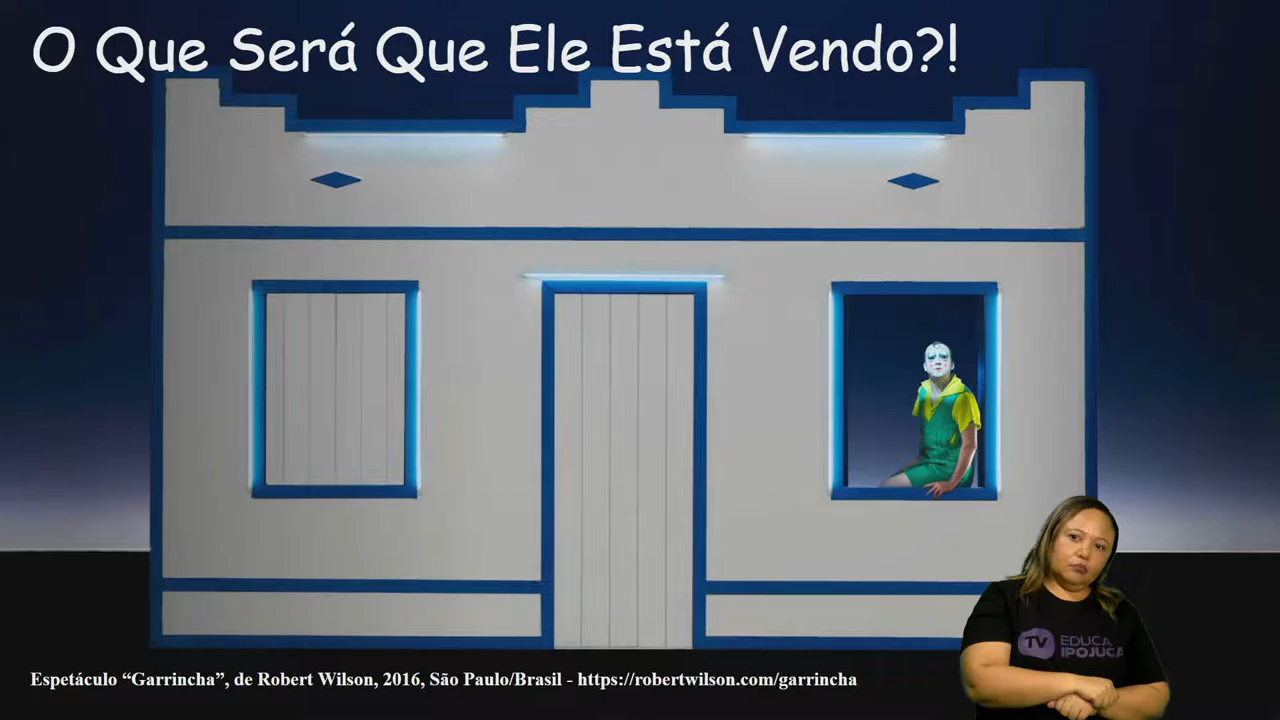 O Que Será Que Ele Está Vendo?!
TV EDUCA
IPOJUCA
Espetáculo “Garrincha”, de Robert Wilson, 2016, São Paulo/Brasil - https://robertwilson.com/garrincha